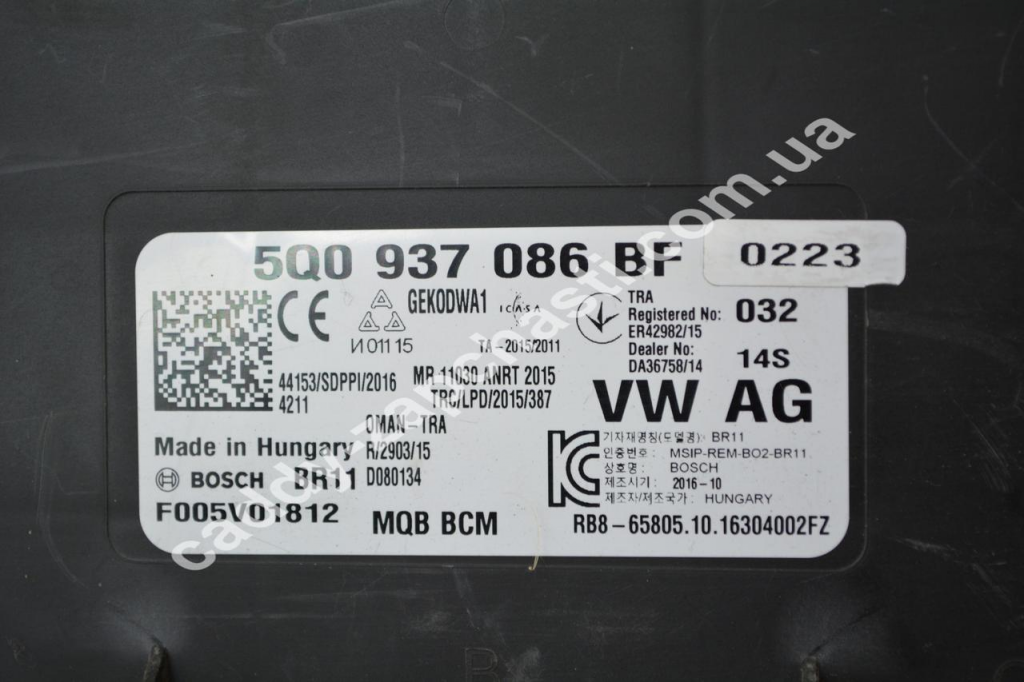 5Q0 937 086 BF 0223
CE
GEKODWA1
ICASA
TRA
Registered No:
ER42982/15
032
И 011 15
TA - 2015/2011
Dealer No:
DA36758/14
14S
44153/SDPPI/2016
4211
MR 11030 ANRT 2015
TRC/LPD/2015/387
VW AG
OMAN-TRA
R/2903/15
D080134
Made in Hungary
BOSCH BR11
F005V01812
MQB BCM
기자재명칭(모델명): BR11
인증번호: MSIP-REM-BO2-BR11
상호명: BOSCH
제조시기: 2016-10
제조자/제조국가: HUNGARY
RB8-65805.10.16304002FZ
caddy-zapchasti.com.ua